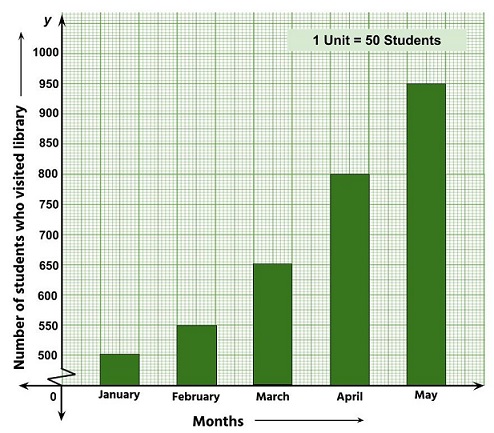 y
1 Unit = 50 Students
Number of students who visited library
1000
950
900
850
800
750
700
650
600
550
500
0
January February March April May
Months